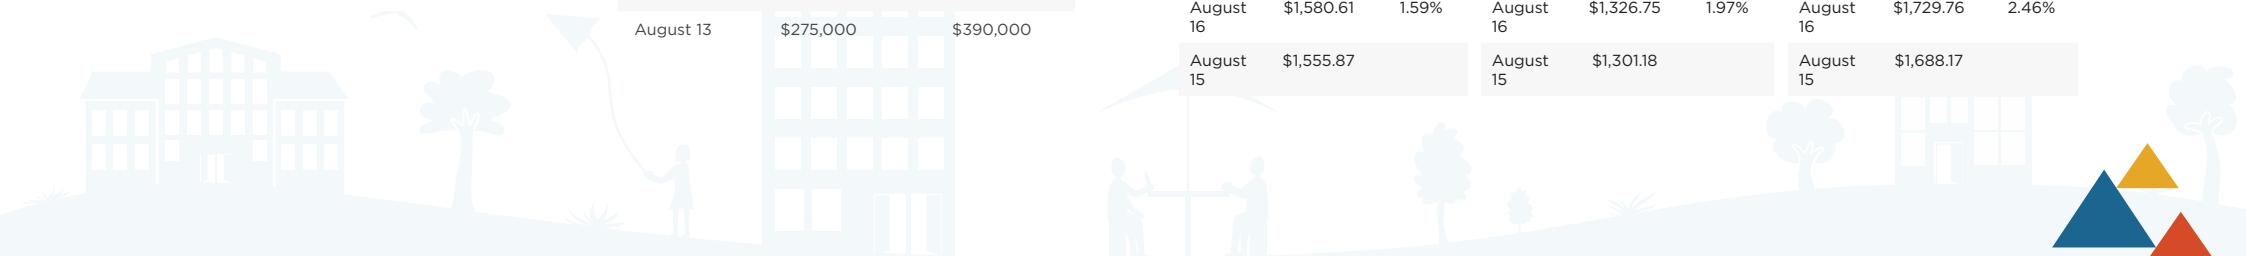 August 13 $275,000 $390,000
August $1,580.61 1.59%
16
August
15 $1,555.87
August $1,326.75 1.97%
16
August $1,301.18
15
August $1,729.76 2.46%
16
August $1,688.17
15